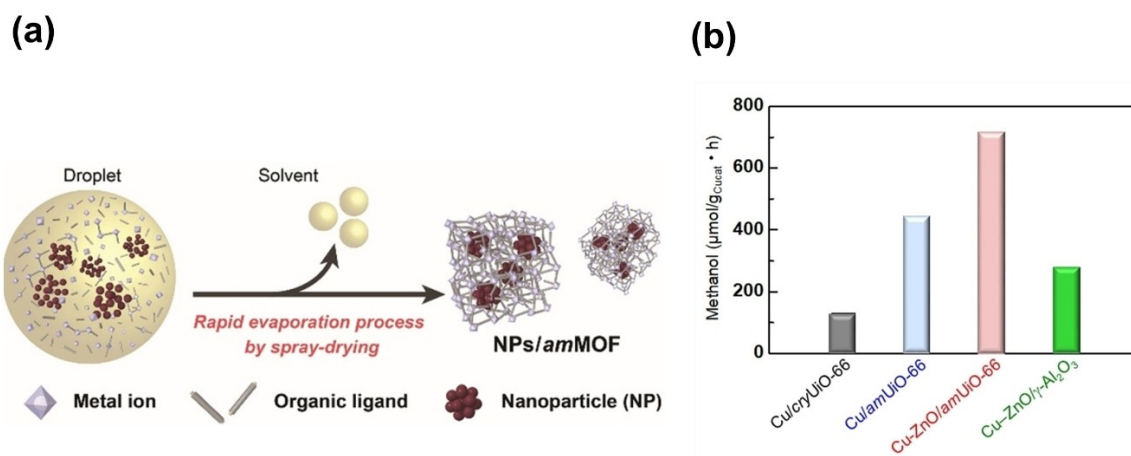 (a)
Droplet
Solvent
Rapid evaporation process
by spray-drying
NPs/amMOF
Metal ion
Organic ligand
Nanoparticle (NP)
(b)
Methanol (μmol/gCucat • h)
800
600
400
200
0
Cu/cryUiO-66
Cu/amUiO-66
Cu-ZnO/amUiO-66
Cu–ZnO/γ-Al2O3